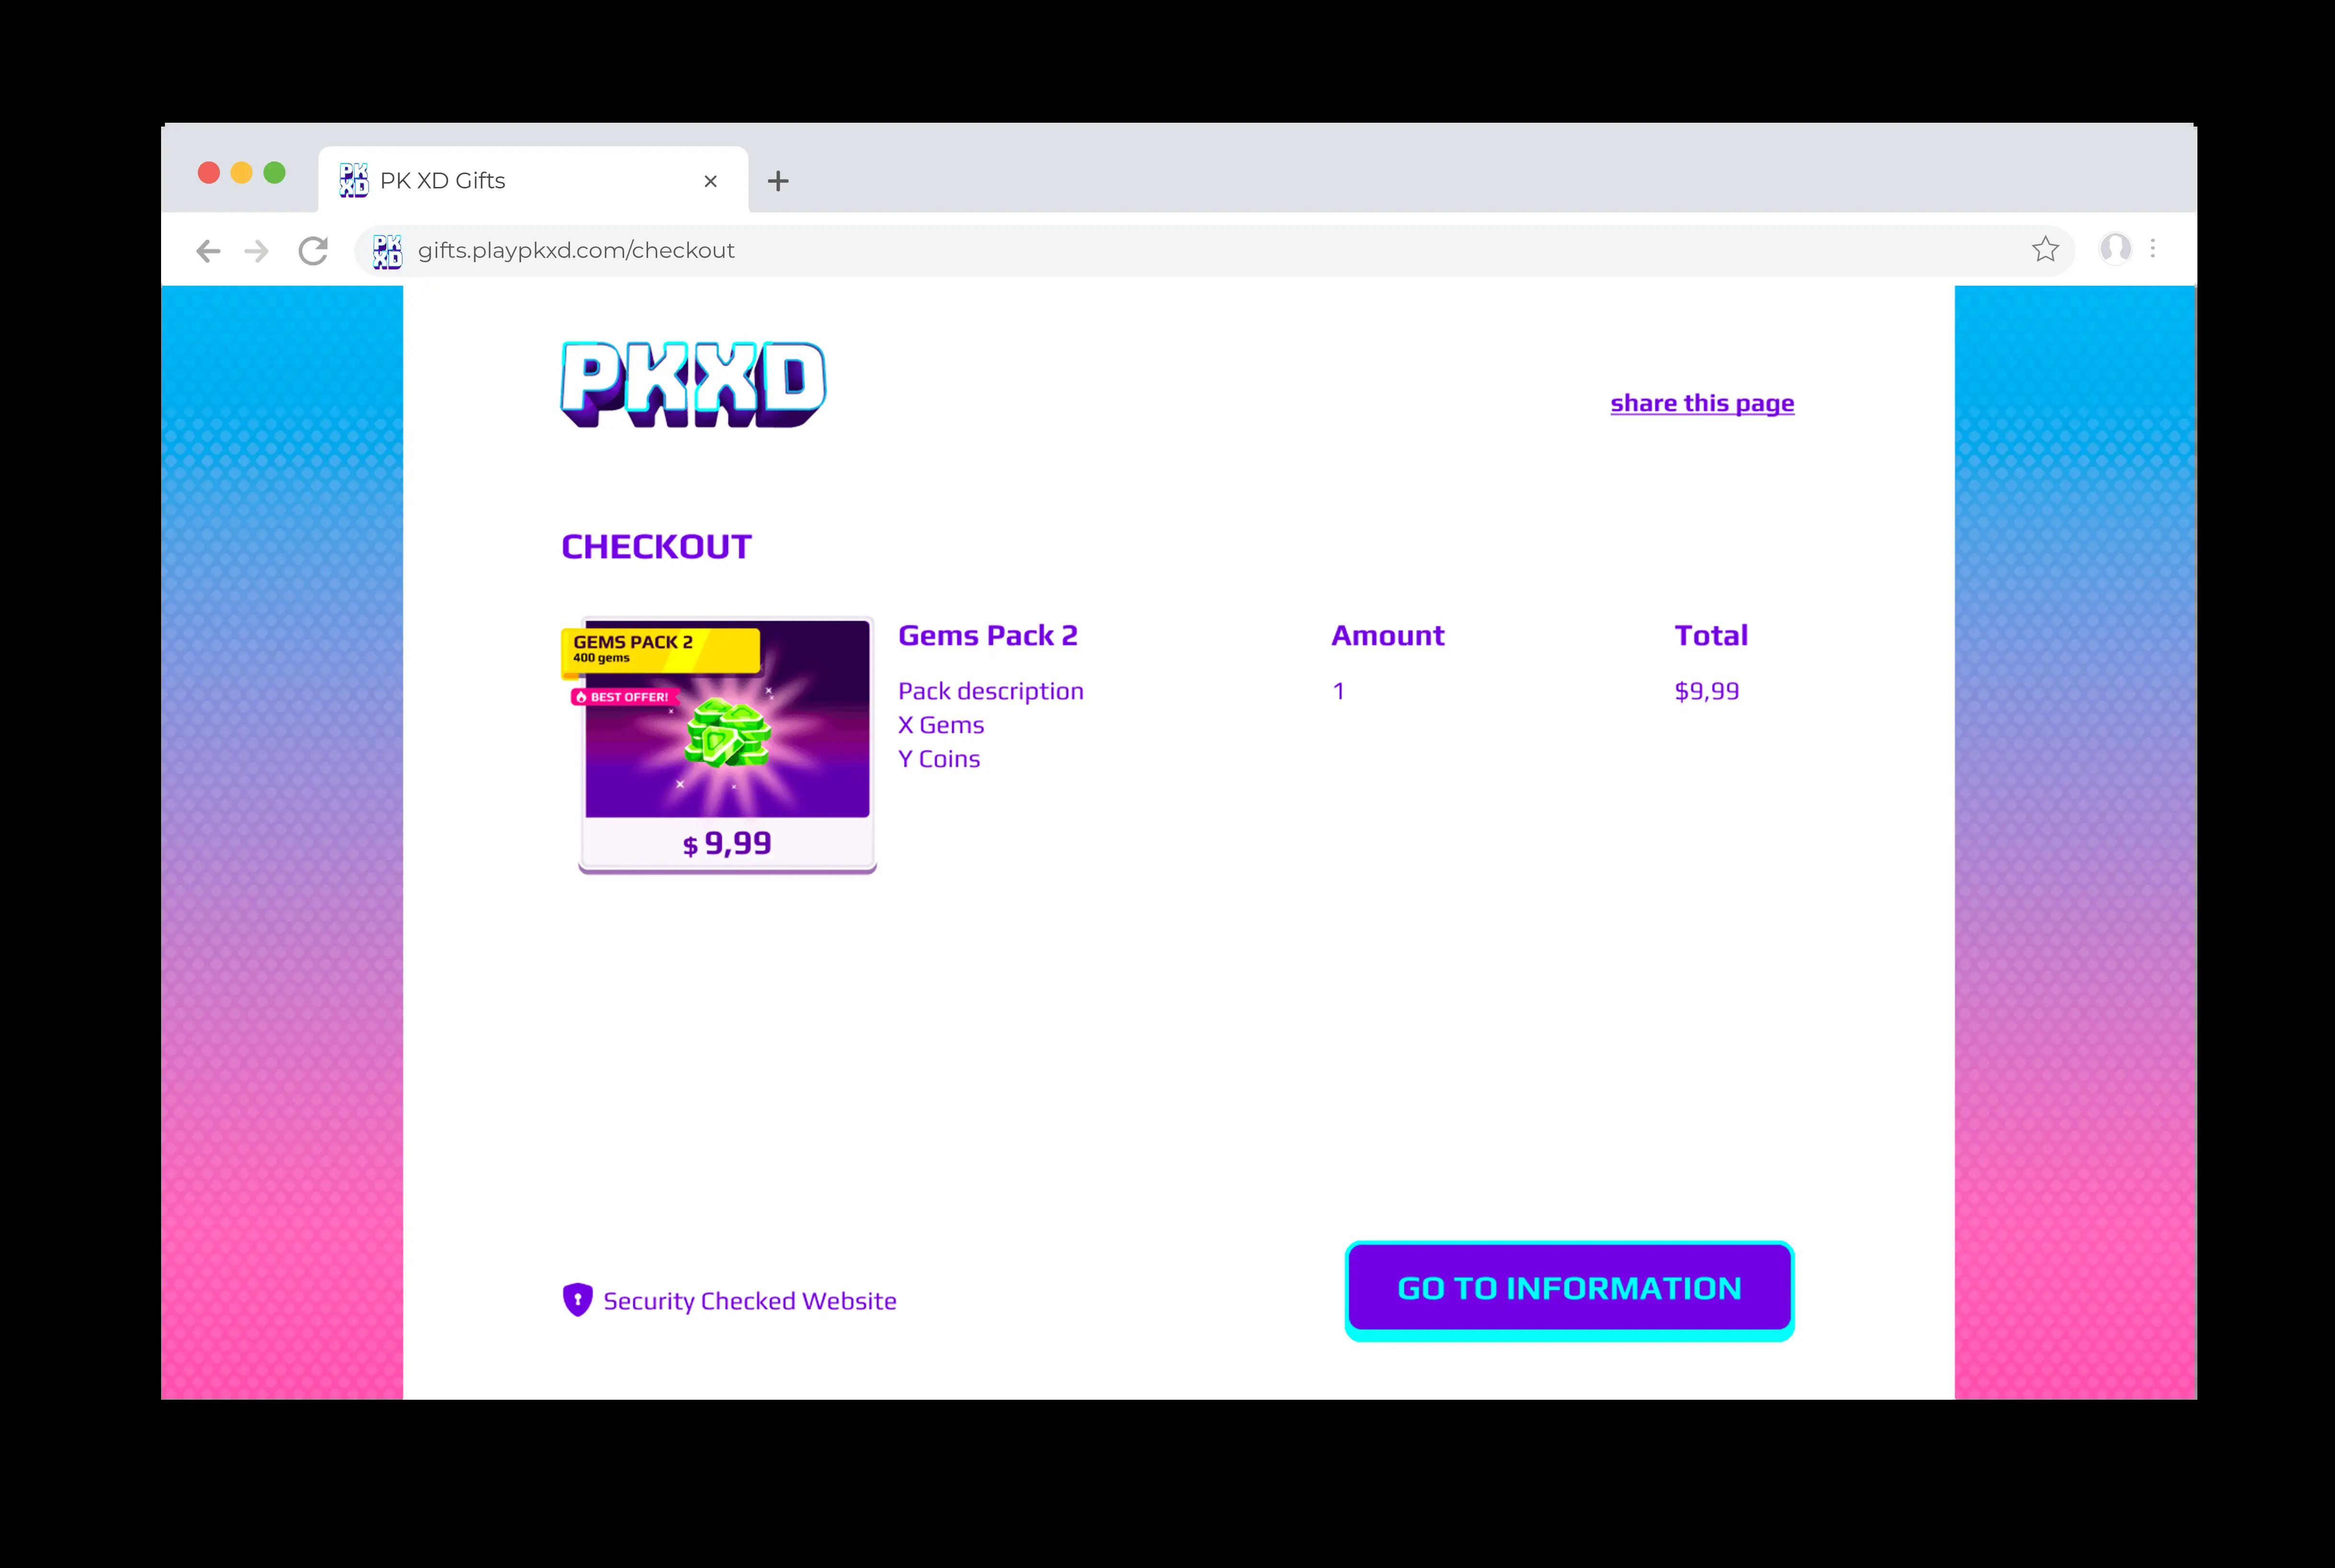 PK XD Gifts
gifts.playpkxd.com/checkout
PKXD
share this page
CHECKOUT
GEMS PACK 2
400 gems
BEST OFFER!
$ 9,99
Gems Pack 2
Pack description
X Gems
Y Coins
Amount
1
Total
$9,99
Security Checked Website
GO TO INFORMATION